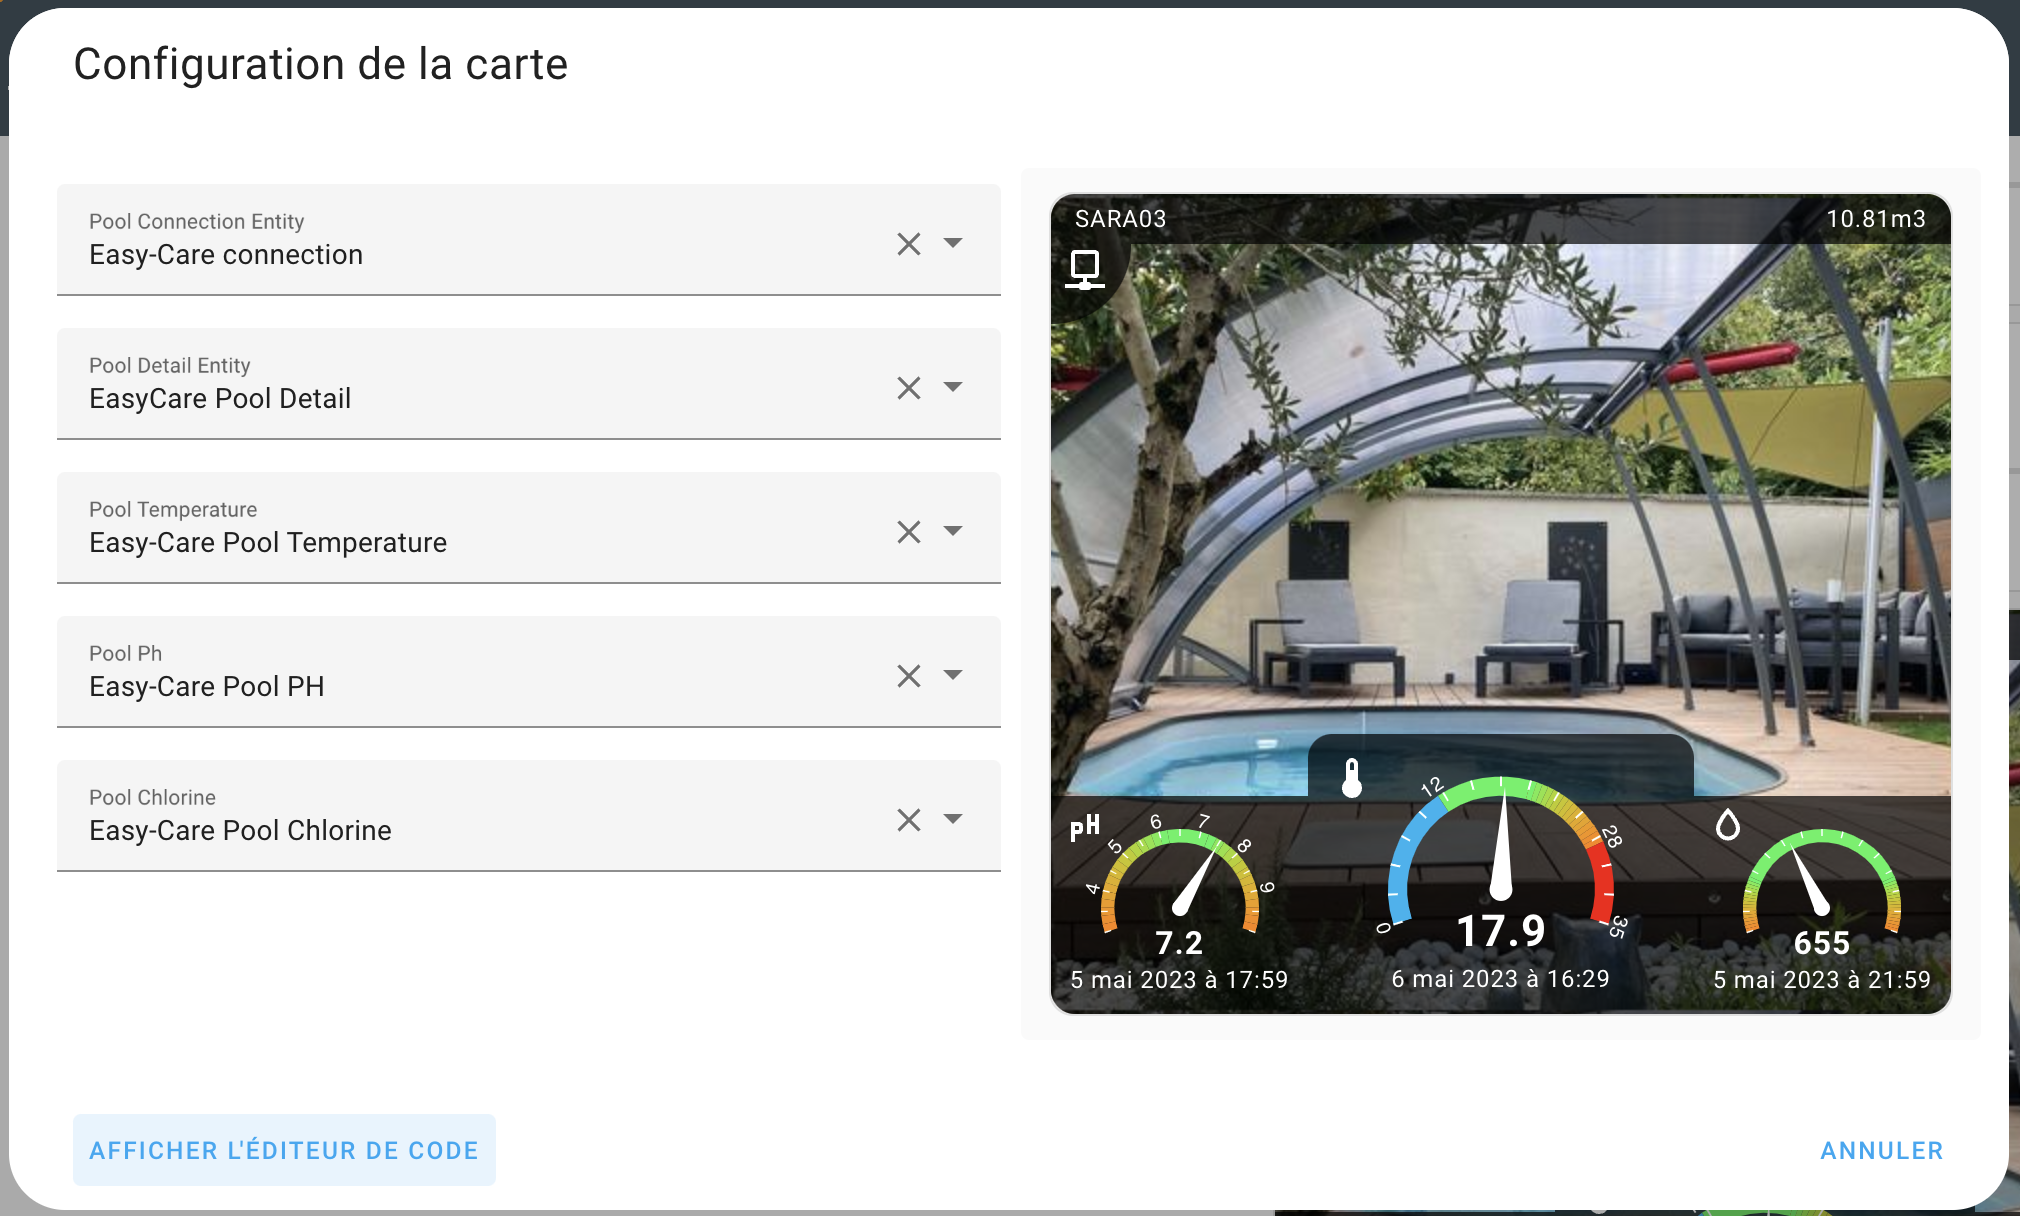 Configuration de la carte
Pool Connection Entity
Easy-Care connection
Pool Detail Entity
EasyCare Pool Detail
Pool Temperature
Easy-Care Pool Temperature
Pool Ph
Easy-Care Pool PH
Pool Chlorine
Easy-Care Pool Chlorine
SARA03 10.81m3
pH
4 5 6 7 8 9
7.2
5 mai 2023 à 17:59
0 12 28 35
17.9
6 mai 2023 à 16:29
655
5 mai 2023 à 21:59
AFFICHER L'ÉDITEUR DE CODE
ANNULER